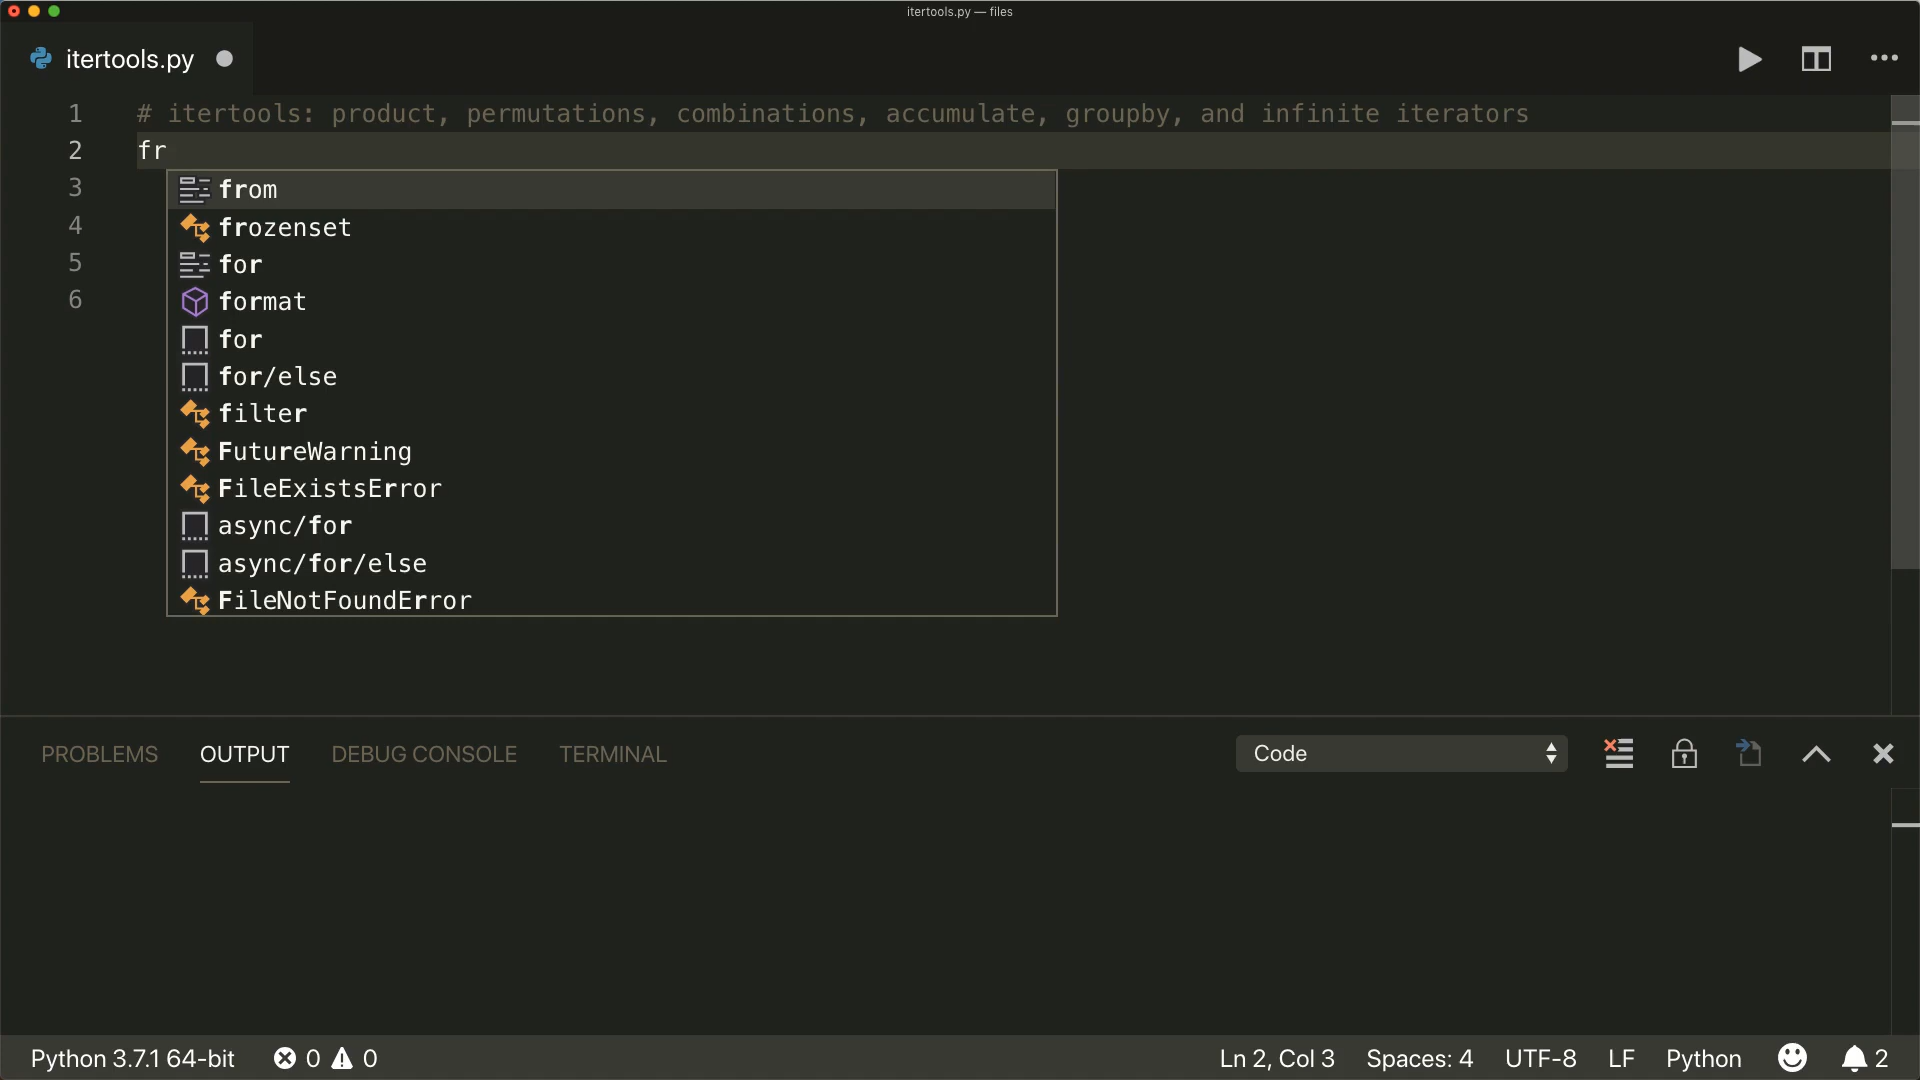 itertools.py — files
itertools.py
1 # itertools: product, permutations, combinations, accumulate, groupby, and infinite iterators
2 fr
3 from
4 frozenset
5 for
6 format
for
for/else
filter
FutureWarning
FileExistsError
async/for
async/for/else
FileNotFoundError
PROBLEMS OUTPUT DEBUG CONSOLE TERMINAL Code
Python 3.7.1 64-bit 0 0 Ln 2, Col 3 Spaces: 4 UTF-8 LF Python 2